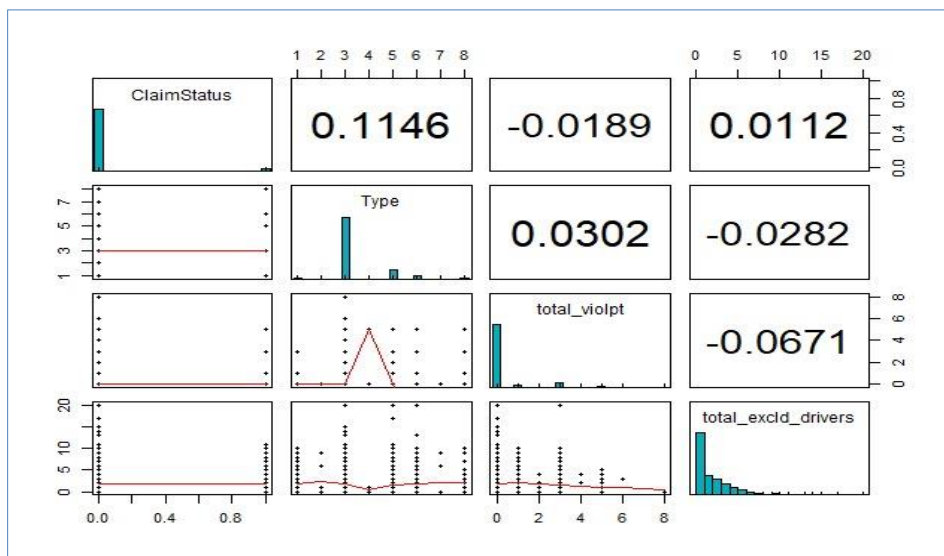 1 2 3 4 5 6 7 8
0 5 10 15 20
ClaimStatus
0.1146
-0.0189
0.0112
0.0 0.4 0.8
1 3 5 7
Type
0.0302
-0.0282
total_violpt
-0.0671
0 2 4 6 8
0 5 10 20
total_excld_drivers
0.0 0.4 0.8
0 2 4 6 8